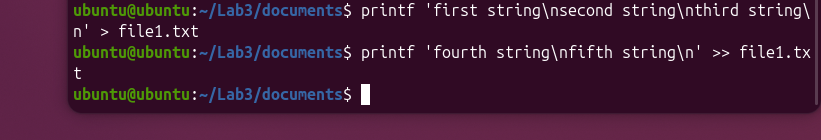 ubuntu@ubuntu:~/Lab3/documents$ printf 'first string\nsecond string\nthird string\
n' > file1.txt
ubuntu@ubuntu:~/Lab3/documents$ printf 'fourth string\nfifth string\n' >> file1.tx
t
ubuntu@ubuntu:~/Lab3/documents$